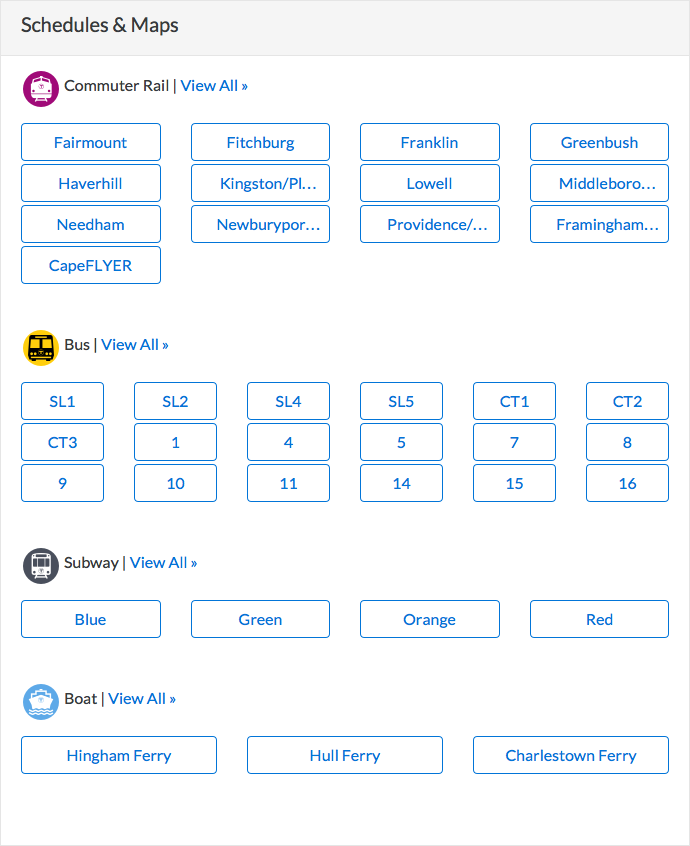 Schedules & Maps
Commuter Rail | View All »
Fairmount Fitchburg Franklin Greenbush
Haverhill Kingston/Pl… Lowell Middleboro…
Needham Newburypor… Providence/… Framingham…
CapeFLYER
Bus | View All »
SL1 SL2 SL4 SL5 CT1 CT2
CT3 1 4 5 7 8
9 10 11 14 15 16
Subway | View All »
Blue Green Orange Red
Boat | View All »
Hingham Ferry Hull Ferry Charlestown Ferry